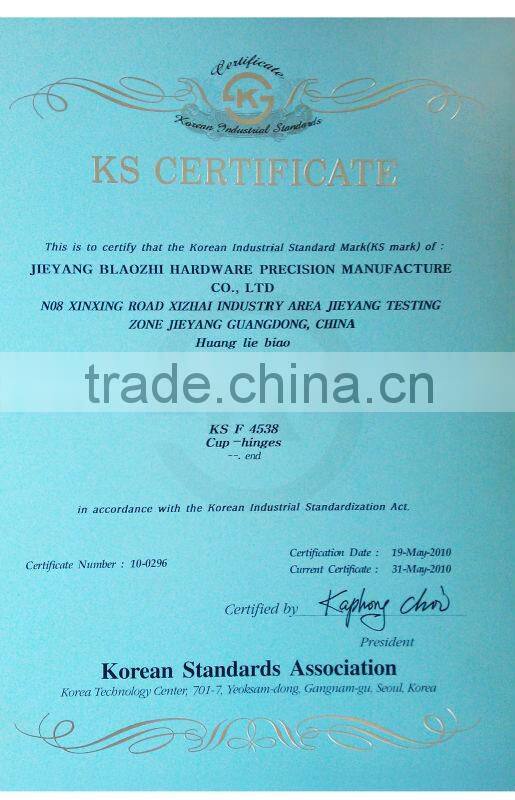 Certificate
KS
Korean Industrial Standards
KS CERTIFICATE
This is to certify that the Korean Industrial Standard Mark(KS mark) of :
JIEYANG BLAOZHI HARDWARE PRECISION MANUFACTURE
CO., LTD
N08 XINXING ROAD XIZHAI INDUSTRY AREA JIEYANG TESTING
ZONE JIEYANG GUANGDONG, CHINA
Huang lie biao
trade.china.cn
KS F 4538
Cup-hinges
--. end
in accordance with the Korean Industrial Standardization Act.
Certification Date : 19-May-2010
Certificate Number : 10-0296
Current Certificate : 31-May-2010
Certified by Kaphong Choi
President
Korean Standards Association
Korea Technology Center, 701-7, Yeoksam-dong, Gangnam-gu, Seoul, Korea